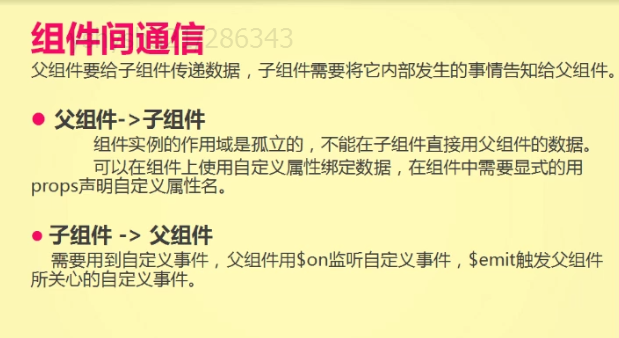 组件间通信
286343
父组件要给子组件传递数据，子组件需要将它内部发生的事情告知给父组件。
● 父组件->子组件
组件实例的作用域是孤立的，不能在子组件直接用父组件的数据。
可以在组件上使用自定义属性绑定数据，在组件中需要显式的用
props声明自定义属性名。
● 子组件 -> 父组件
需要用到自定义事件，父组件用$on监听自定义事件，$emit触发父组件
所关心的自定义事件。